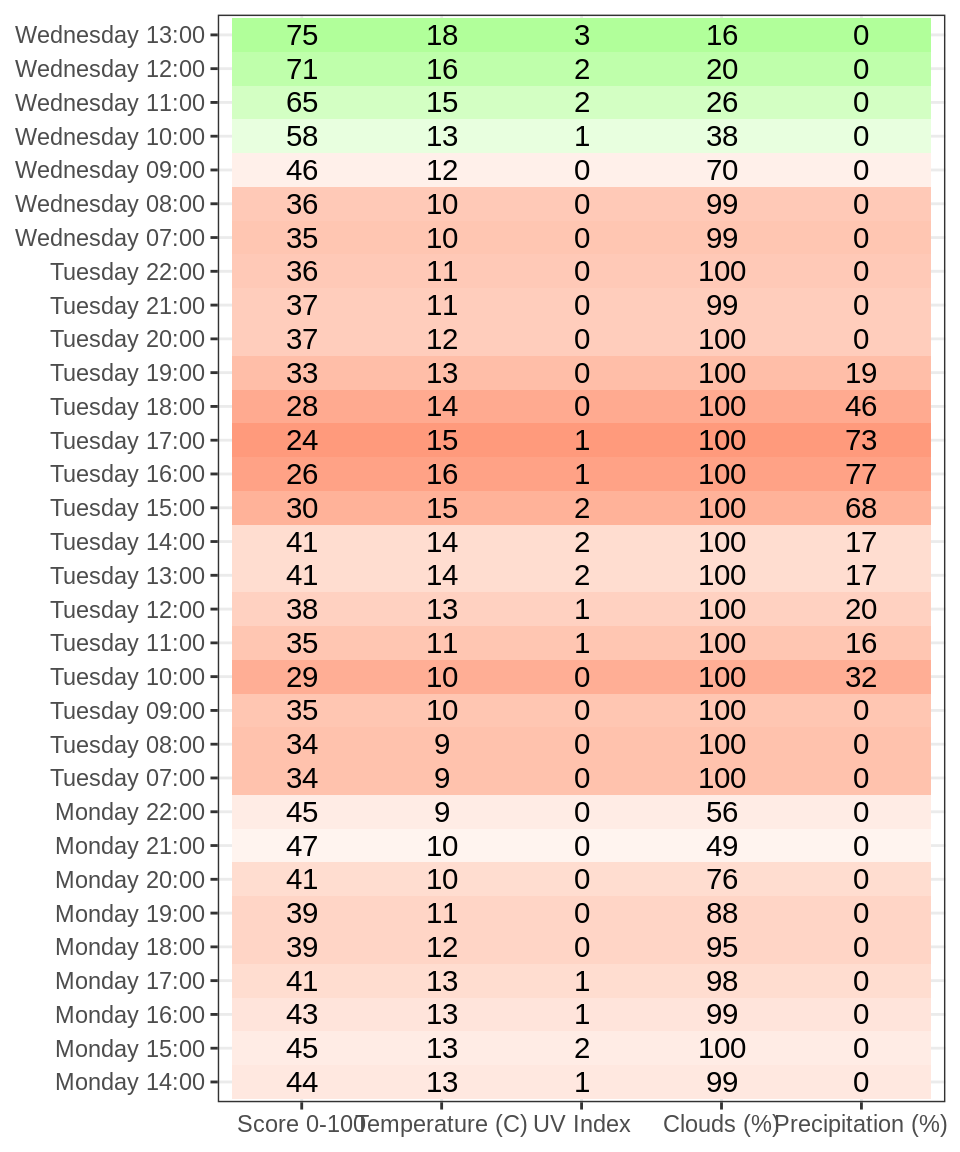 Wednesday 13:00 75 18 3 16 0
Wednesday 12:00 71 16 2 20 0
Wednesday 11:00 65 15 2 26 0
Wednesday 10:00 58 13 1 38 0
Wednesday 09:00 46 12 0 70 0
Wednesday 08:00 36 10 0 99 0
Wednesday 07:00 35 10 0 99 0
Tuesday 22:00 36 11 0 100 0
Tuesday 21:00 37 11 0 99 0
Tuesday 20:00 37 12 0 100 0
Tuesday 19:00 33 13 0 100 19
Tuesday 18:00 28 14 0 100 46
Tuesday 17:00 24 15 1 100 73
Tuesday 16:00 26 16 1 100 77
Tuesday 15:00 30 15 2 100 68
Tuesday 14:00 41 14 2 100 17
Tuesday 13:00 41 14 2 100 17
Tuesday 12:00 38 13 1 100 20
Tuesday 11:00 35 11 1 100 16
Tuesday 10:00 29 10 0 100 32
Tuesday 09:00 35 10 0 100 0
Tuesday 08:00 34 9 0 100 0
Tuesday 07:00 34 9 0 100 0
Monday 22:00 45 9 0 56 0
Monday 21:00 47 10 0 49 0
Monday 20:00 41 10 0 76 0
Monday 19:00 39 11 0 88 0
Monday 18:00 39 12 0 95 0
Monday 17:00 41 13 1 98 0
Monday 16:00 43 13 1 99 0
Monday 15:00 45 13 2 100 0
Monday 14:00 44 13 1 99 0
Score 0-100 Temperature (C) UV Index Clouds (%) Precipitation (%)